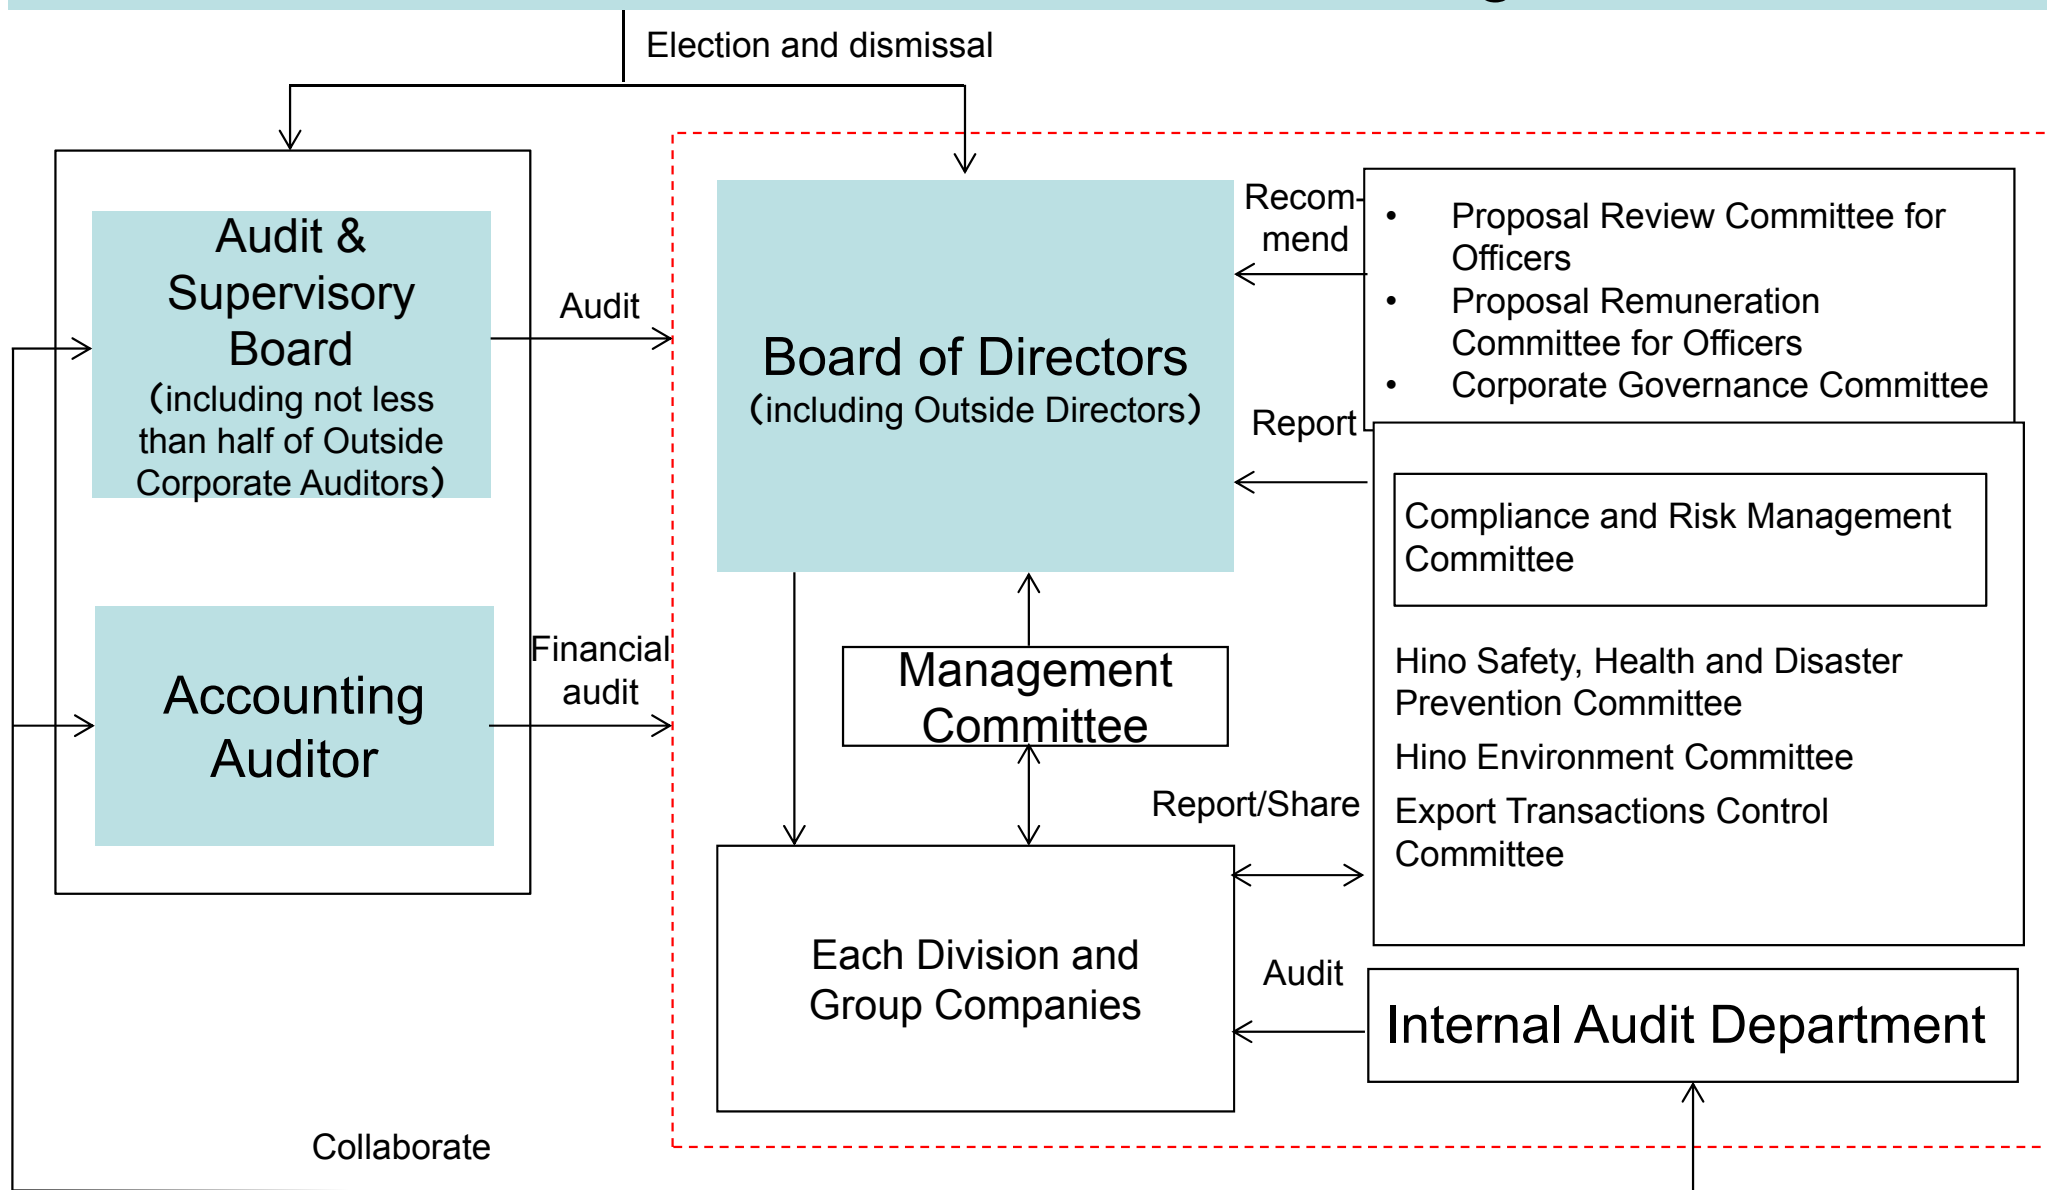 Election and dismissal
Audit &
Supervisory
Board
（including not less
than half of Outside
Corporate Auditors）
Audit
Accounting
Auditor
Financial
audit
Board of Directors
（including Outside Directors）
Recom-
mend
Report
• Proposal Review Committee for
Officers
• Proposal Remuneration
Committee for Officers
• Corporate Governance Committee
Compliance and Risk Management
Committee
Hino Safety, Health and Disaster
Prevention Committee
Hino Environment Committee
Export Transactions Control
Committee
Management
Committee
Report/Share
Each Division and
Group Companies
Audit
Internal Audit Department
Collaborate